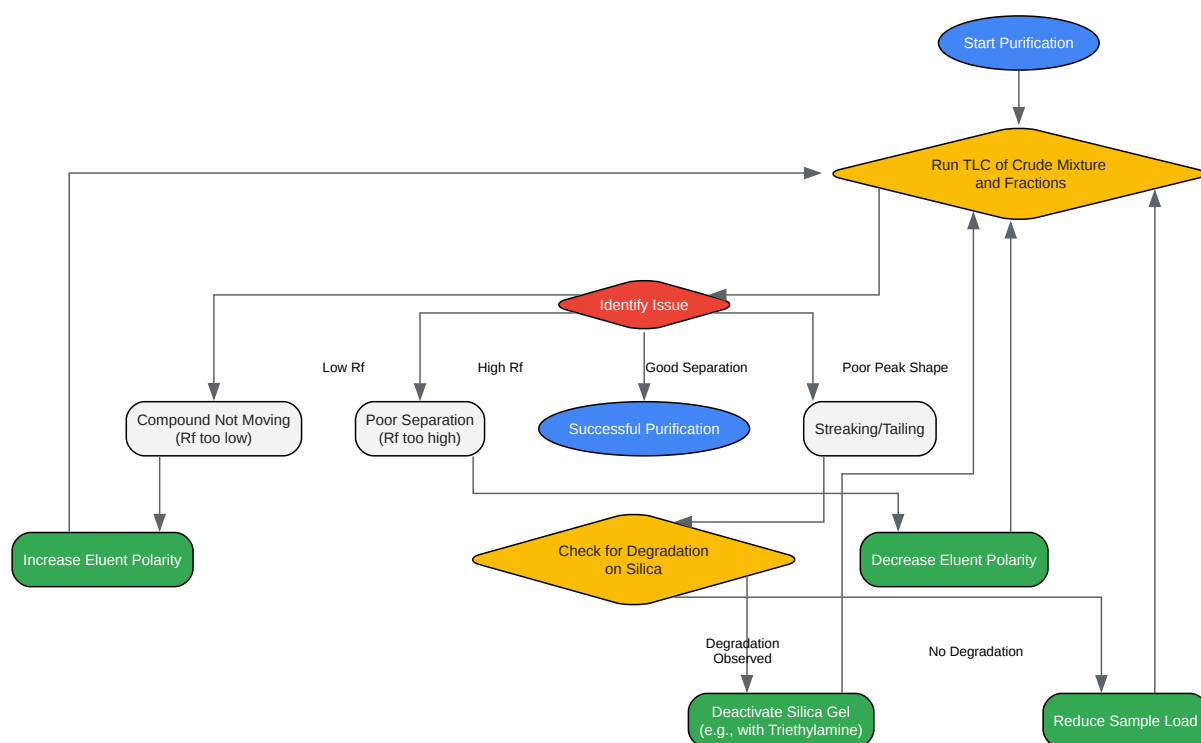 Start Purification
Run TLC of Crude Mixture
and Fractions
Identify Issue
Low Rf
High Rf
Good Separation
Poor Peak Shape
Compound Not Moving
(Rf too low)
Poor Separation
(Rf too high)
Successful Purification
Streaking/Tailing
Increase Eluent Polarity
Check for Degradation
on Silica
Decrease Eluent Polarity
Degradation
Observed
No Degradation
Deactivate Silica Gel
(e.g., with Triethylamine)
Reduce Sample Load